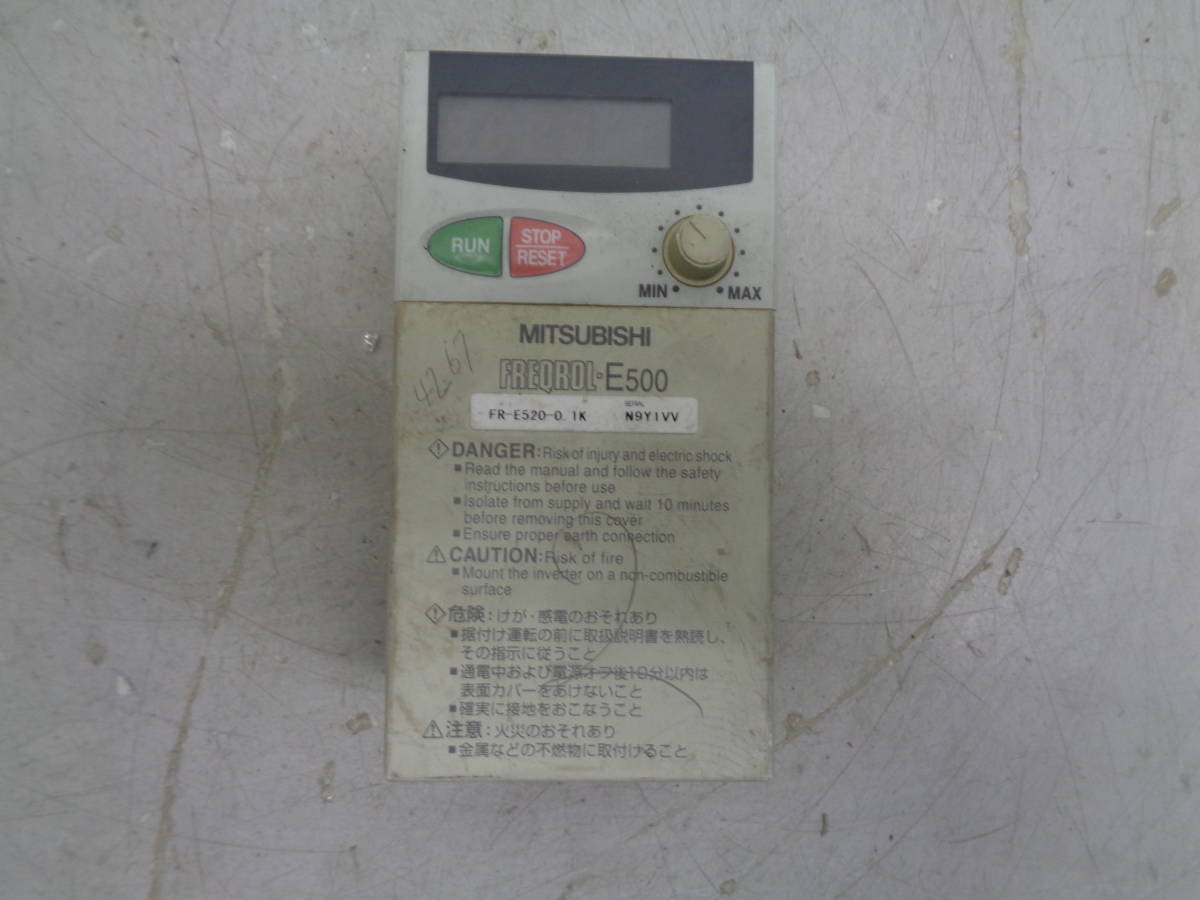 RUN
STOP
RESET
MIN
MAX
MITSUBISHI
FREQROL-E500
4267
FR-E520-0.1K SERIAL N9Y1VV
DANGER:Risk of injury and electric shock
■Read the manual and follow the safety
instructions before use
■Isolate from supply and wait 10 minutes
before removing this cover
■Ensure proper earth connection
CAUTION:Risk of fire
■Mount the inverter on a non-combustible
surface
危険:けが・感電のおそれあり
■据付け運転の前に取扱説明書を熟読し、
その指示に従うこと
■通電中および電源オフ後10分以内は
表面カバーをあけないこと
■確実に接地をおこなうこと
注意:火災のおそれあり
■金属などの不燃物に取付けること